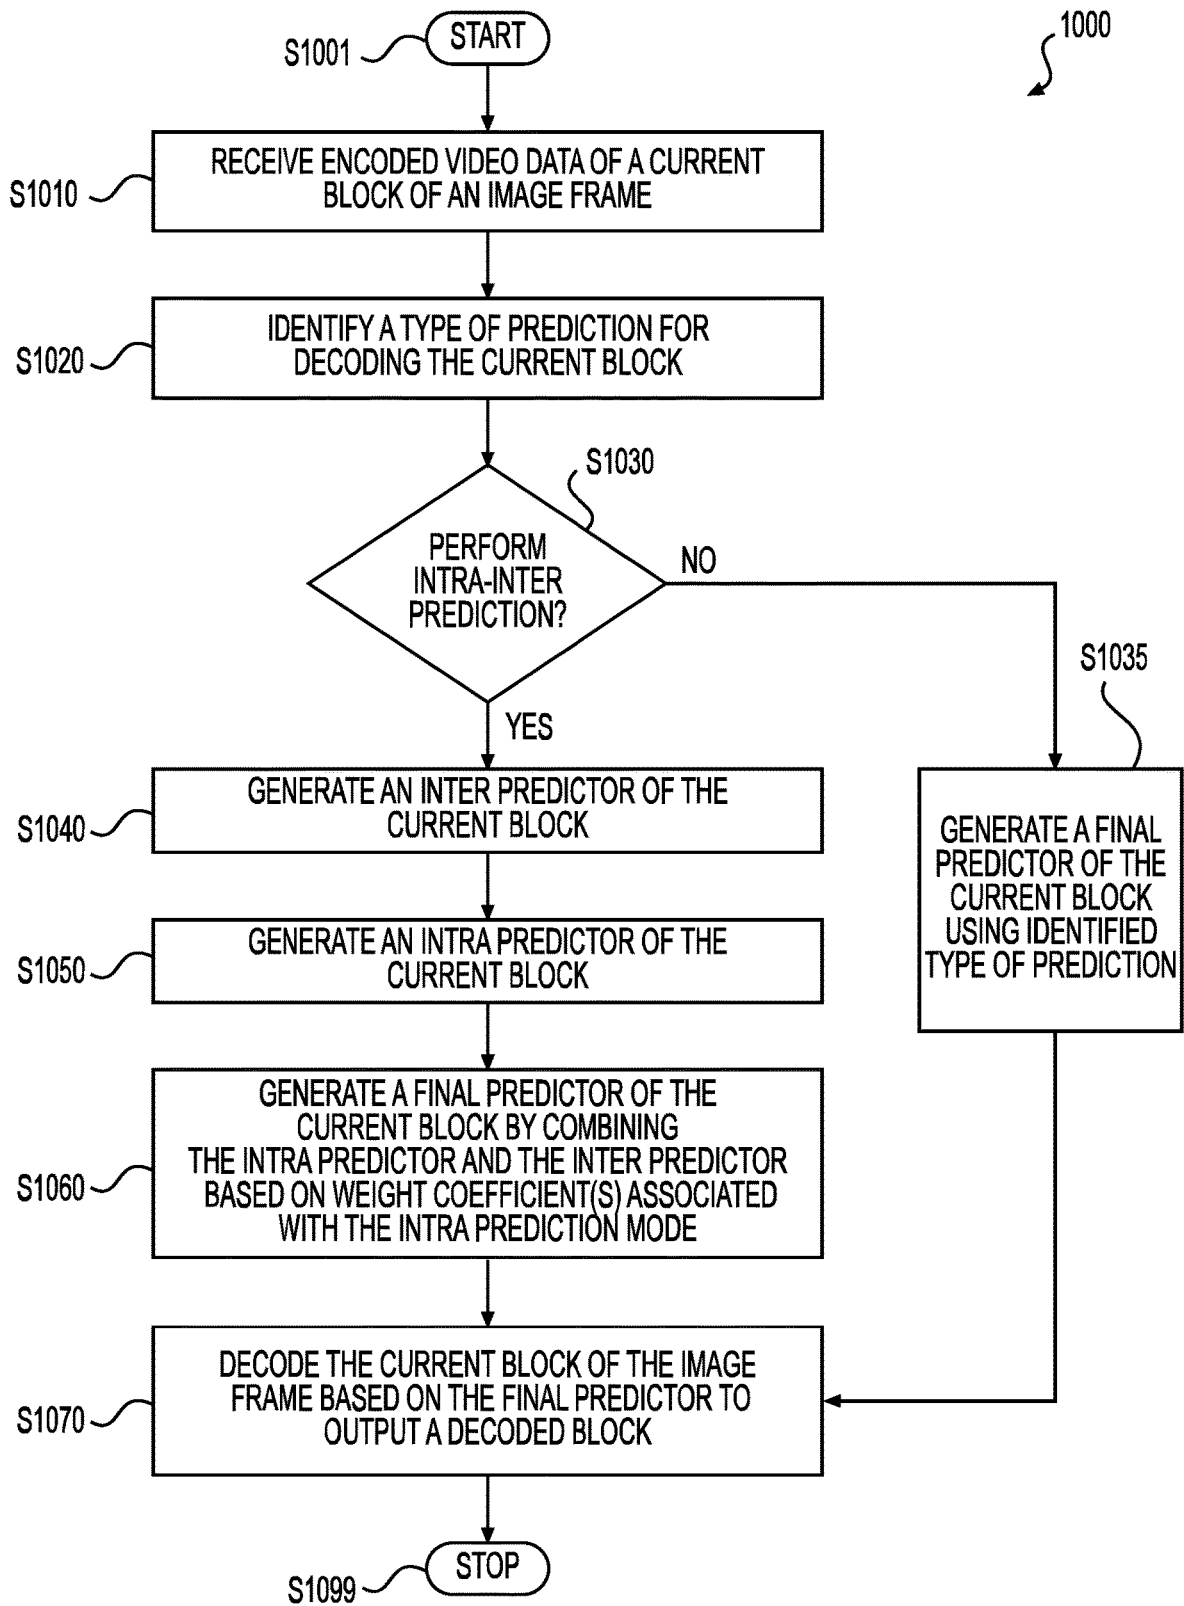 START
S1001
1000
RECEIVE ENCODED VIDEO DATA OF A CURRENT
BLOCK OF AN IMAGE FRAME
S1010
IDENTIFY A TYPE OF PREDICTION FOR
DECODING THE CURRENT BLOCK
S1020
S1030
PERFORM
INTRA-INTER
PREDICTION?
NO
YES
S1035
GENERATE AN INTER PREDICTOR OF THE
CURRENT BLOCK
S1040
GENERATE A FINAL
PREDICTOR OF THE
CURRENT BLOCK
USING IDENTIFIED
TYPE OF PREDICTION
GENERATE AN INTRA PREDICTOR OF THE
CURRENT BLOCK
S1050
GENERATE A FINAL PREDICTOR OF THE
CURRENT BLOCK BY COMBINING
THE INTRA PREDICTOR AND THE INTER PREDICTOR
BASED ON WEIGHT COEFFICIENT(S) ASSOCIATED
WITH THE INTRA PREDICTION MODE
S1060
DECODE THE CURRENT BLOCK OF THE IMAGE
FRAME BASED ON THE FINAL PREDICTOR TO
OUTPUT A DECODED BLOCK
S1070
STOP
S1099